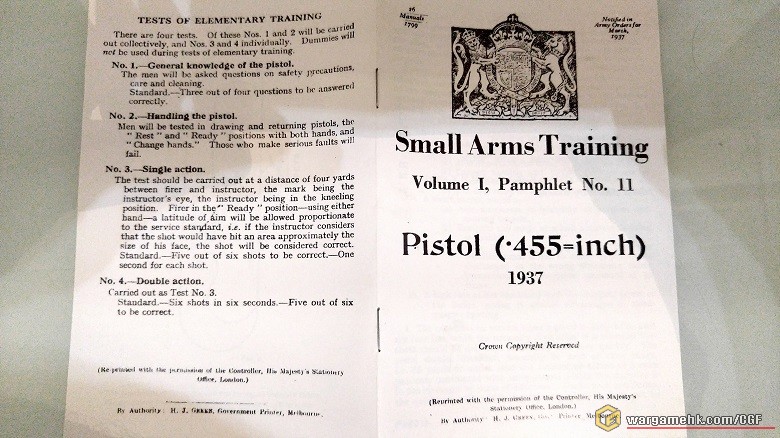 TESTS OF ELEMENTARY TRAINING
There are four tests. Of these Nos. 1 and 2 will be carried
out collectively, and Nos. 3 and 4 individually. Dummies will
not be used during tests of elementary training.
No. 1.—General knowledge of the pistol.
The men will be asked questions on safety precautions,
care and cleaning.
Standard.—Three out of four questions to be answered
correctly.
No. 2.—Handling the pistol.
Men will be tested in drawing and returning pistols, the
" Rest " and " Ready " positions with both hands, and
" Change hands." Those who make serious faults will
fail.
No. 3.—Single action.
The test should be carried out at a distance of four yards
between firer and instructor, the mark being the
instructor's eye, the instructor being in the kneeling
position. Firer in the " Ready " position—using either
hand—a latitude of aim will be allowed proportionate
to the service standard, i.e. if the instructor considers
that the shot would have hit an area approximately the
size of his face, the shot will be considered correct.
Standard.—Five out of six shots to be correct.—One
second for each shot.
No. 4.—Double action.
Carried out as Test No. 3.
Standard.—Six shots in six seconds.—Five out of six
to be correct.
(Re-printed with the permission of the Controller, His Majesty's Stationery
Office, London.)
By Authority: H. J. GREEN, Government Printer, Melbourne.
26
Manuals
1799
Notified in
Army Orders for
March,
1937
Small Arms Training
Volume I, Pamphlet No. 11
Pistol (·455=inch)
1937
Crown Copyright Reserved
(Reprinted with the permission of the Controller, His Majesty's
Stationery Office, London.)
By Authority: H. J. GREEN, Printer, Melbourne
wargamehk.com/CGF